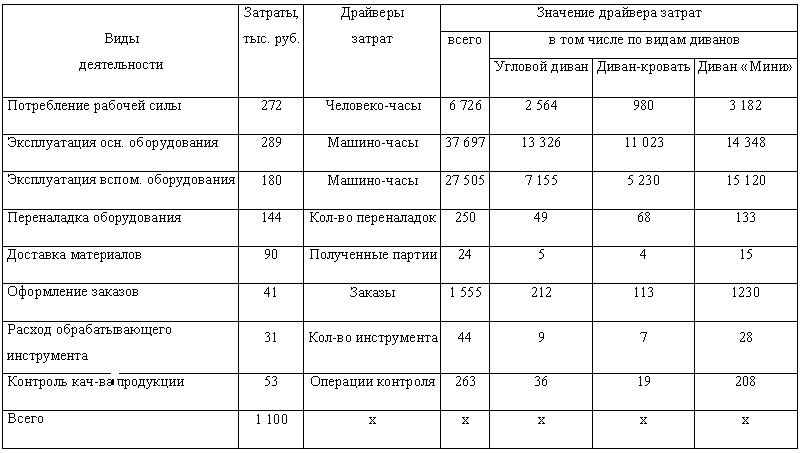 Виды
деятельности
Затраты,
тыс. руб.
Драйверы
затрат
Значение драйвера затрат
всего
в том числе по видам диванов
Угловой диван Диван-кровать Диван «Мини»
Потребление рабочей силы 272 Человеко-часы 6 726 2 564 980 3 182
Эксплуатация осн. оборудования 289 Машино-часы 37 697 13 326 11 023 14 348
Эксплуатация вспом. оборудования 180 Машино-часы 27 505 7 155 5 230 15 120
Переналадка оборудования 144 Кол-во переналадок 250 49 68 133
Доставка материалов 90 Полученные партии 24 5 4 15
Оформление заказов 41 Заказы 1 555 212 113 1230
Расход обрабатывающего
инструмента 31 Кол-во инструмента 44 9 7 28
Контроль кач-ва продукции 53 Операции контроля 263 36 19 208
Всего 1 100 х х х х х